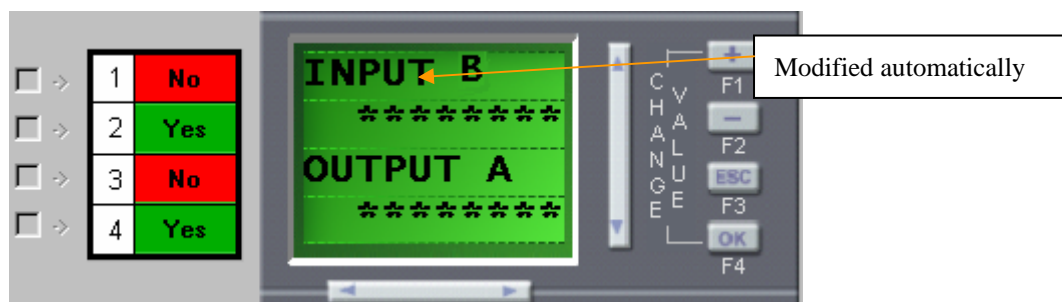 1 No
2 Yes
3 No
4 Yes
INPUT B
********
OUTPUT A
********
CHANGE
VALUE
+
F1
-
F2
ESC
F3
OK
F4
Modified automatically